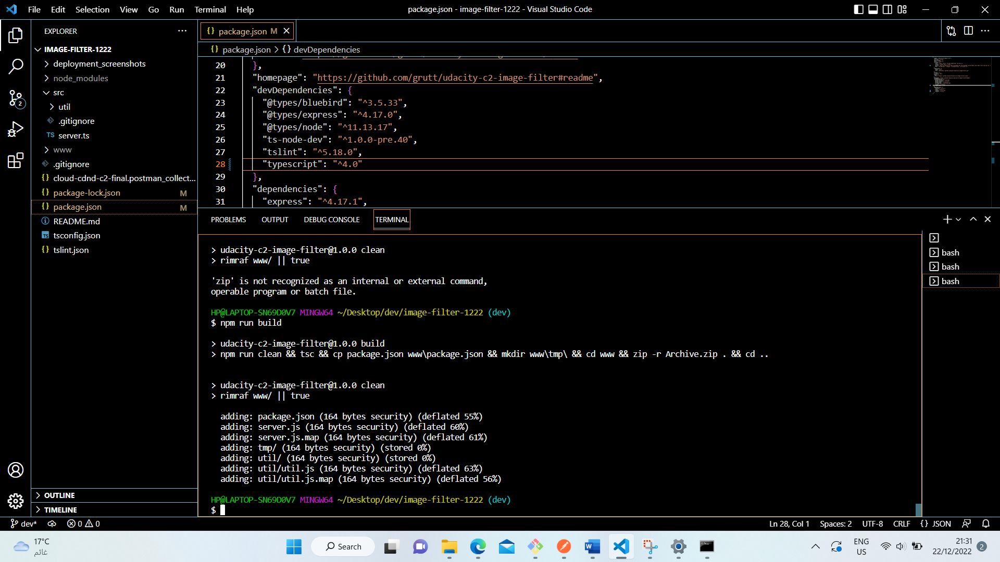 File Edit Selection View Go Run Terminal Help
package.json - image-filter-1222 - Visual Studio Code
EXPLORER
IMAGE-FILTER-1222
deployment_screenshots
node_modules
src
util
.gitignore
TS server.ts
www
.gitignore
cloud-cdnd-c2-final.postman_collect...
package-lock.json M
package.json M
README.md
tsconfig.json
tslint.json
OUTLINE
TIMELINE
2
{} package.json M
{} package.json > {} devDependencies
20 },
21 "homepage": "https://github.com/grutt/udacity-c2-image-filter#readme",
22 "devDependencies": {
23 "@types/bluebird": "^3.5.33",
24 "@types/express": "^4.17.0",
25 "@types/node": "^11.13.17",
26 "ts-node-dev": "^1.0.0-pre.40",
27 "tslint": "^5.18.0",
28 "typescript": "^4.0"
29 },
30 "dependencies": {
31 "express": "^4.17.1",
PROBLEMS OUTPUT DEBUG CONSOLE TERMINAL
> udacity-c2-image-filter@1.0.0 clean
> rimraf www/ || true
'zip' is not recognized as an internal or external command,
operable program or batch file.
HP@LAPTOP-SN69D0V7 MINGW64 ~/Desktop/dev/image-filter-1222 (dev)
$ npm run build
> udacity-c2-image-filter@1.0.0 build
> npm run clean && tsc && cp package.json www\package.json && mkdir www\tmp\ && cd www && zip -r Archive.zip . && cd ..
> udacity-c2-image-filter@1.0.0 clean
> rimraf www/ || true
adding: package.json (164 bytes security) (deflated 55%)
adding: server.js (164 bytes security) (deflated 60%)
adding: server.js.map (164 bytes security) (deflated 61%)
adding: tmp/ (164 bytes security) (stored 0%)
adding: util/ (164 bytes security) (stored 0%)
adding: util/util.js (164 bytes security) (deflated 63%)
adding: util/util.js.map (164 bytes security) (deflated 56%)
HP@LAPTOP-SN69D0V7 MINGW64 ~/Desktop/dev/image-filter-1222 (dev)
$
bash
bash
bash
dev* 0 0
Ln 28, Col 1 Spaces: 2 UTF-8 CRLF {} JSON
17°C
غائم
Search
ENG
US
21:31
22/12/2022
2